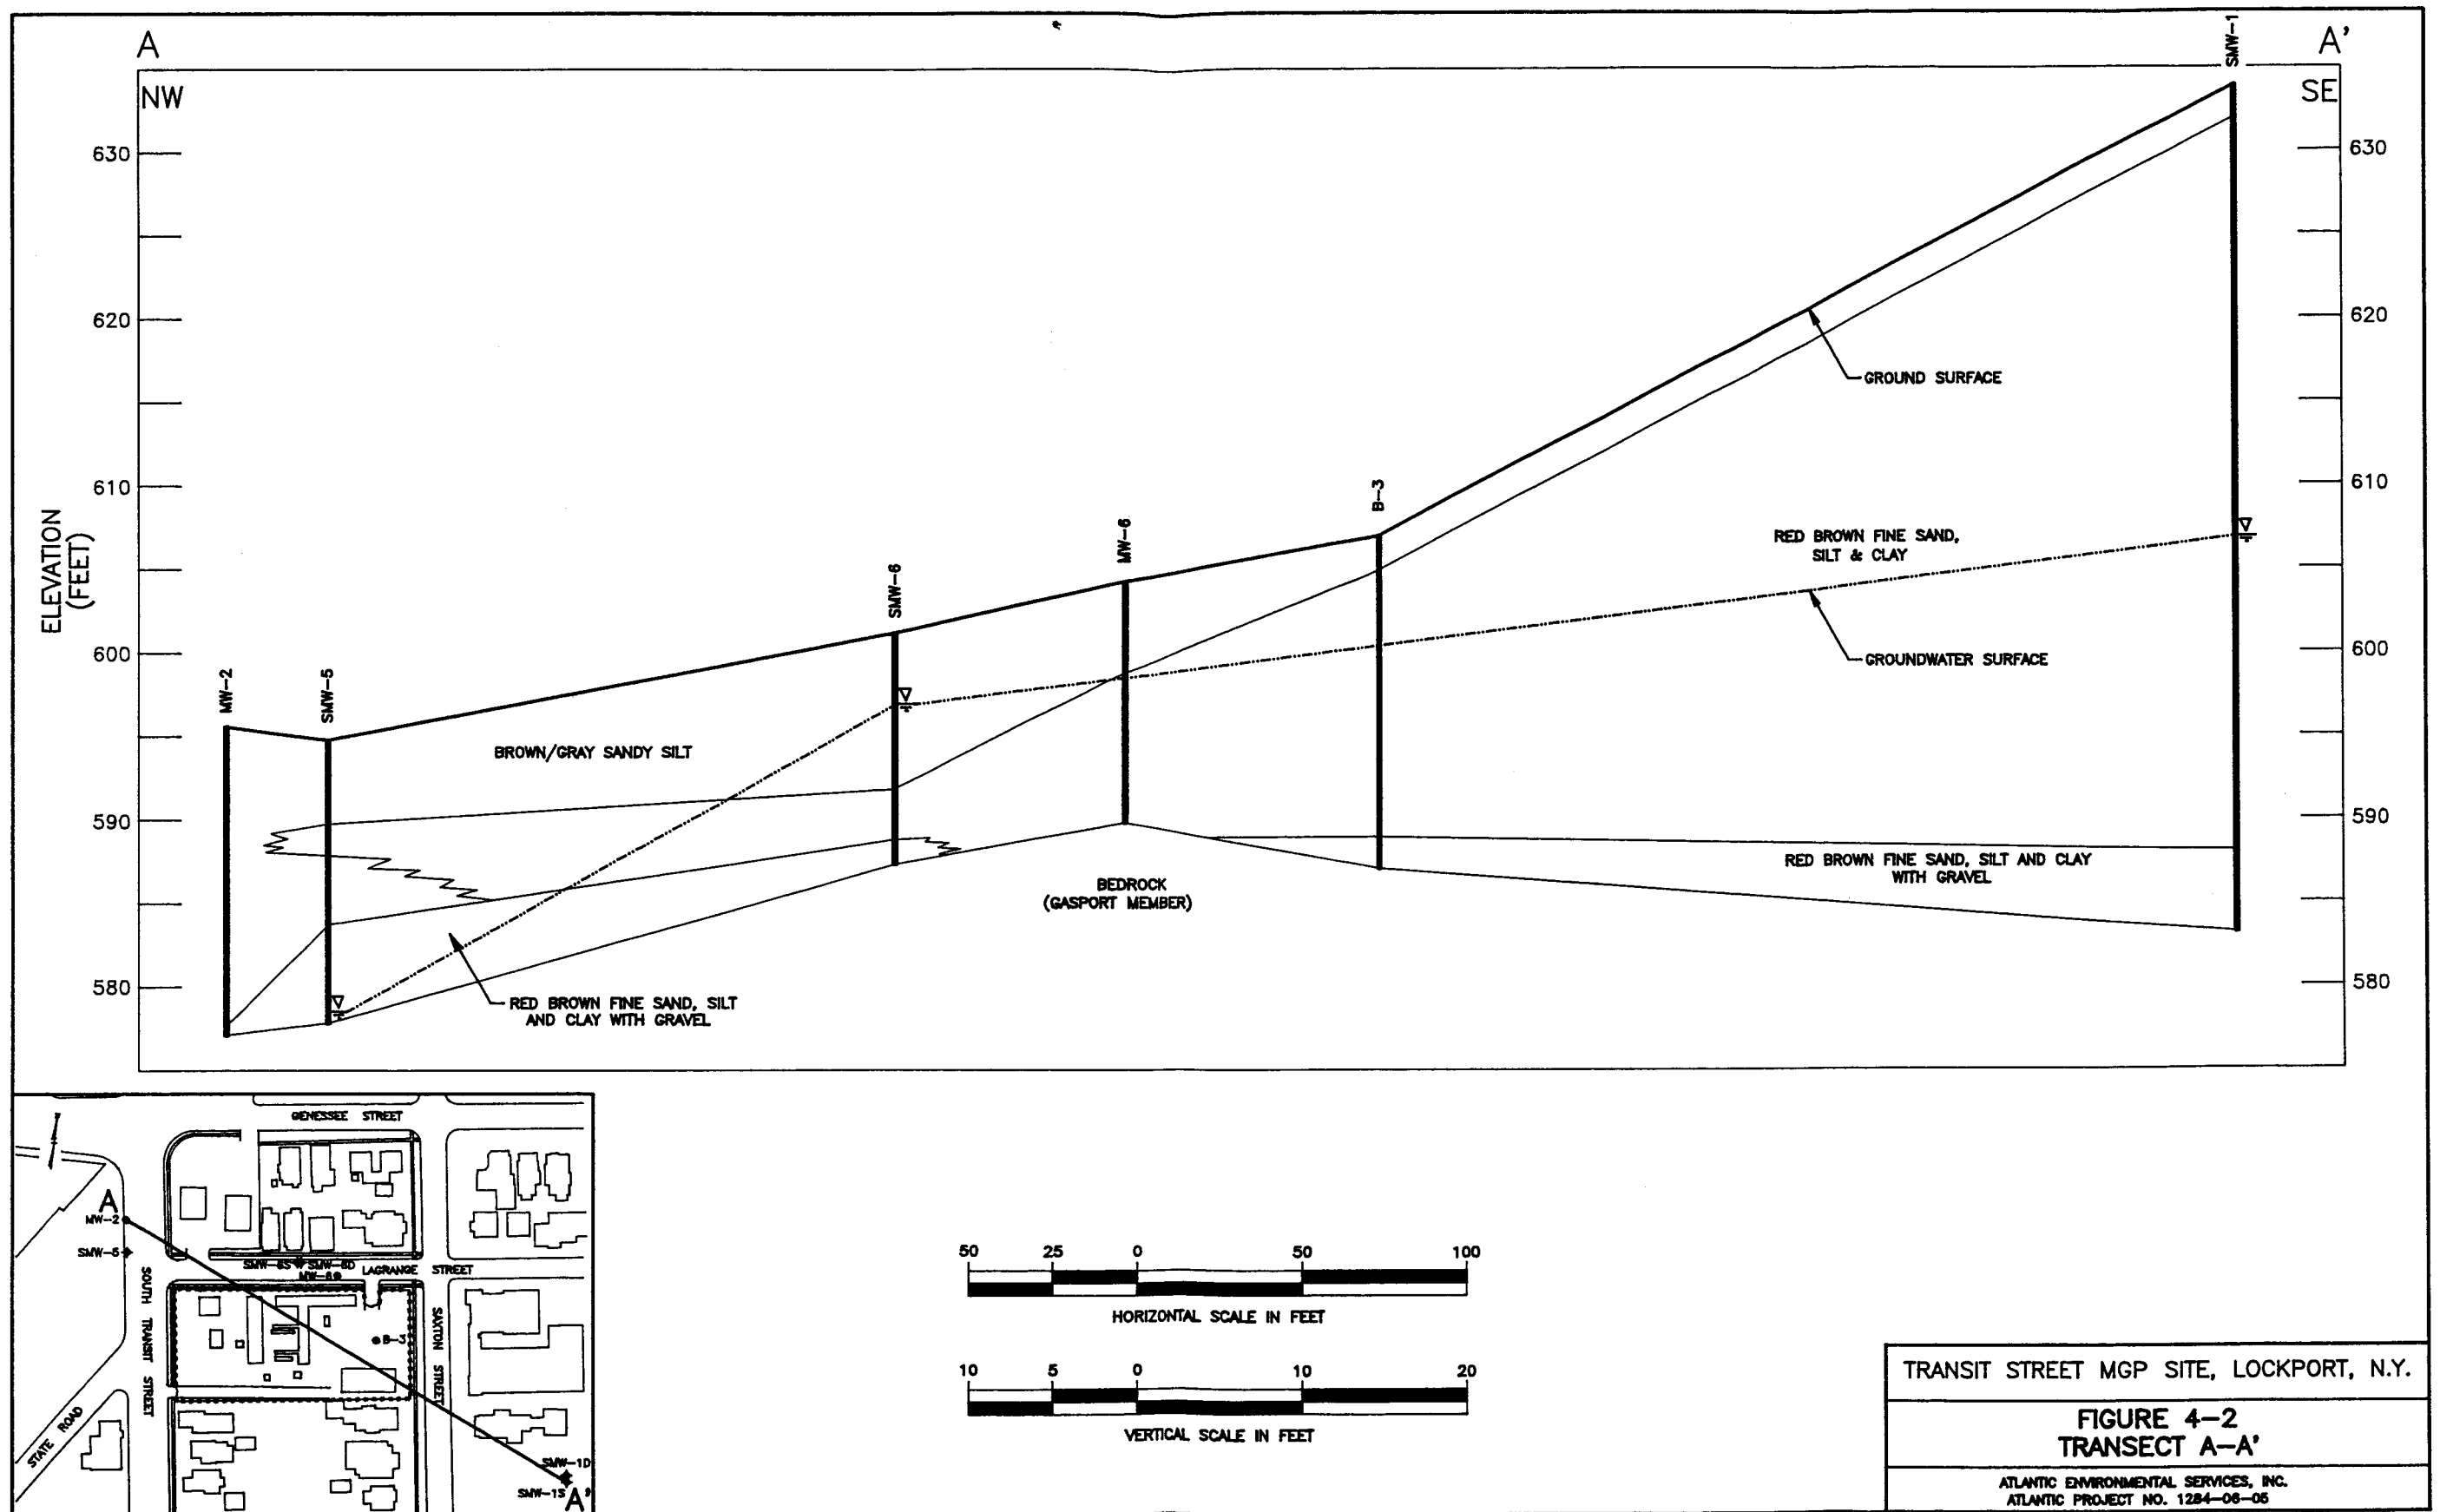 A
A'
NW
SE
SMW-1
630
630
620
620
GROUND SURFACE
610
610
B-3
ELEVATION
(FEET)
RED BROWN FINE SAND,
SILT & CLAY
MW-6
SMW-6
600
600
GROUNDWATER SURFACE
MW-2
SMW-5
BROWN/GRAY SANDY SILT
590
590
RED BROWN FINE SAND, SILT AND CLAY
WITH GRAVEL
BEDROCK
(GASPORT MEMBER)
580
580
RED BROWN FINE SAND, SILT
AND CLAY WITH GRAVEL
GENESSEE STREET
A
MW-2
SMW-5
SMW-6S
SMW-6D
MW-6
LAGRANGE STREET
SOUTH TRANSIT STREET
SAXTON STREET
B-3
STATE ROAD
SMW-1D
SMW-1S
A'
50 25 0 50 100
HORIZONTAL SCALE IN FEET
10 5 0 10 20
VERTICAL SCALE IN FEET
TRANSIT STREET MGP SITE, LOCKPORT, N.Y.
FIGURE 4-2
TRANSECT A-A'
ATLANTIC ENVIRONMENTAL SERVICES, INC.
ATLANTIC PROJECT NO. 1284-06-05